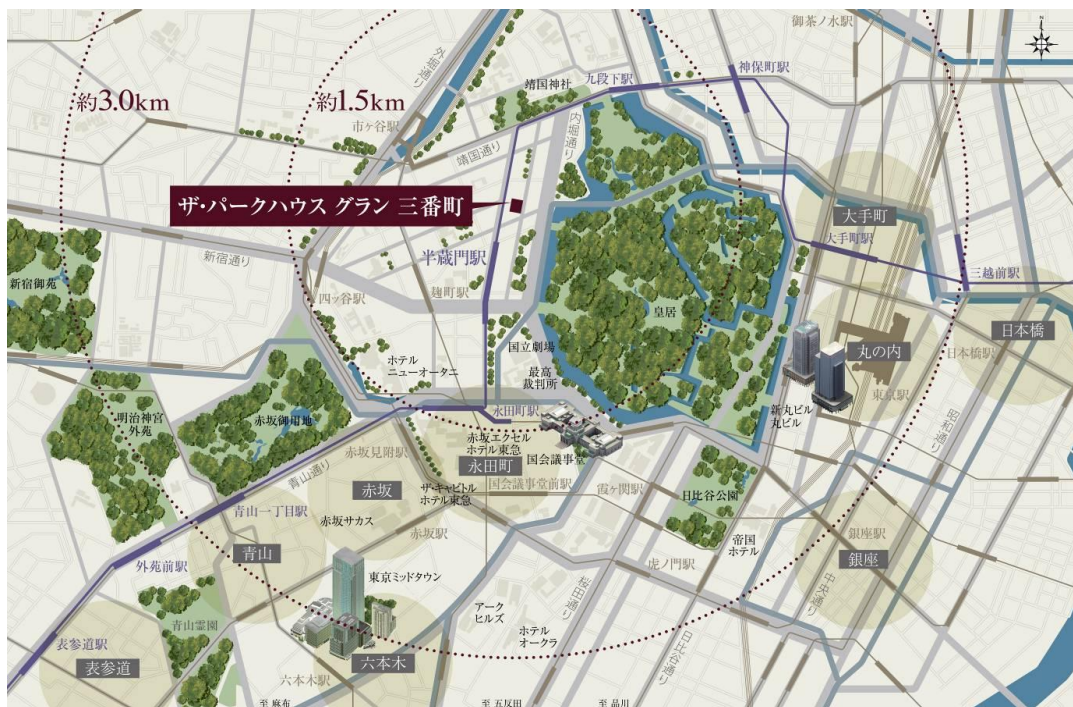 御茶ノ水駅
N
外堀通り
神保町駅
九段下駅
靖国神社
約3.0km
約1.5km
市ヶ谷駅
内堀通り
靖国通り
ザ・パークハウス グラン 三番町
大手町
大手町駅
半蔵門駅
新宿通り
三越前駅
新宿御苑
四ッ谷駅
麹町駅
皇居
日本橋
国立劇場
丸の内
日本橋駅
ホテル
ニューオータニ
最高
裁判所
東京駅
新丸ビル
丸ビル
明治神宮
外苑
赤坂御用地
永田町駅
昭和通り
赤坂エクセル
ホテル東急
国会議事堂
赤坂見附駅
永田町
青山通り
国会議事堂前駅
ザ・キャピトル
ホテル東急
赤坂
霞ヶ関駅
日比谷公園
青山一丁目駅
赤坂サカス
赤坂駅
帝国
ホテル
銀座駅
銀座
青山
外苑前駅
虎ノ門駅
東京ミッドタウン
桜田通り
中央通り
アーク
ヒルズ
青山霊園
ホテル
オークラ
日比谷通り
表参道駅
表参道
六本木
六本木駅
至 麻布
至 五反田
至 品川